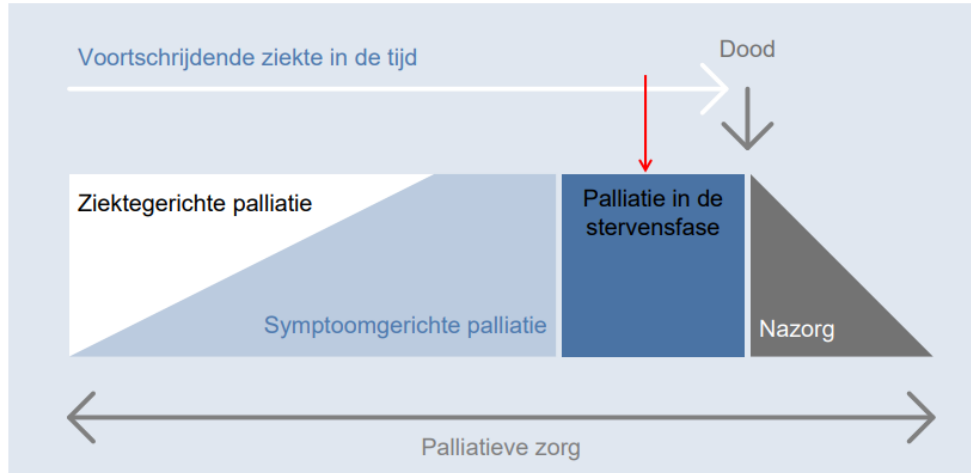 Voortschrijdende ziekte in de tijd
Dood
Ziektegerichte palliatie
Palliatie in de
stervensfase
Symptoomgerichte palliatie
Nazorg
Palliatieve zorg